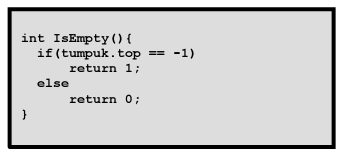 int IsEmpty(){
  if(tumpuk.top == -1)
      return 1;
  else
      return 0;
}